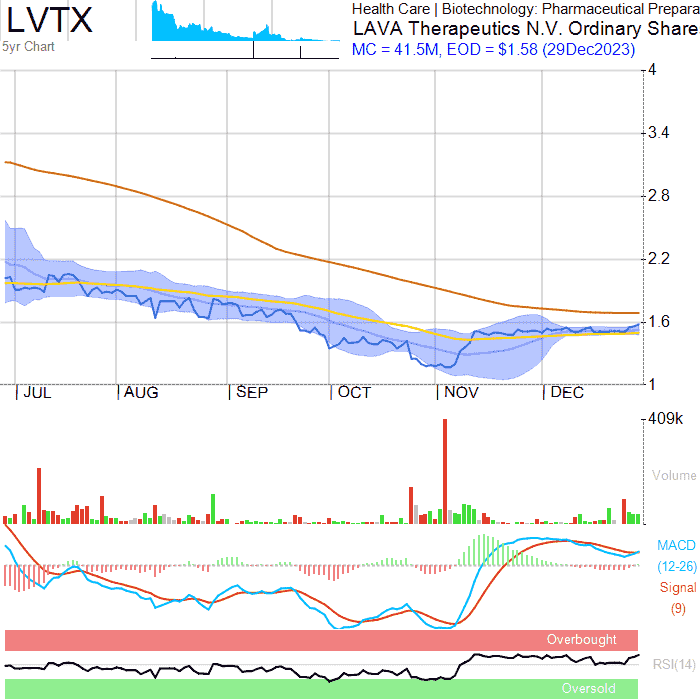 LVTX
5yr Chart
Health Care | Biotechnology: Pharmaceutical Prepara
LAVA Therapeutics N.V. Ordinary Share
MC = 41.5M, EOD = $1.58 (29Dec2023)
4
3.4
2.8
2.2
1.6
1
JUL AUG SEP OCT NOV DEC
409k
Volume
MACD
(12-26)
Signal
(9)
Overbought
RSI(14)
Oversold